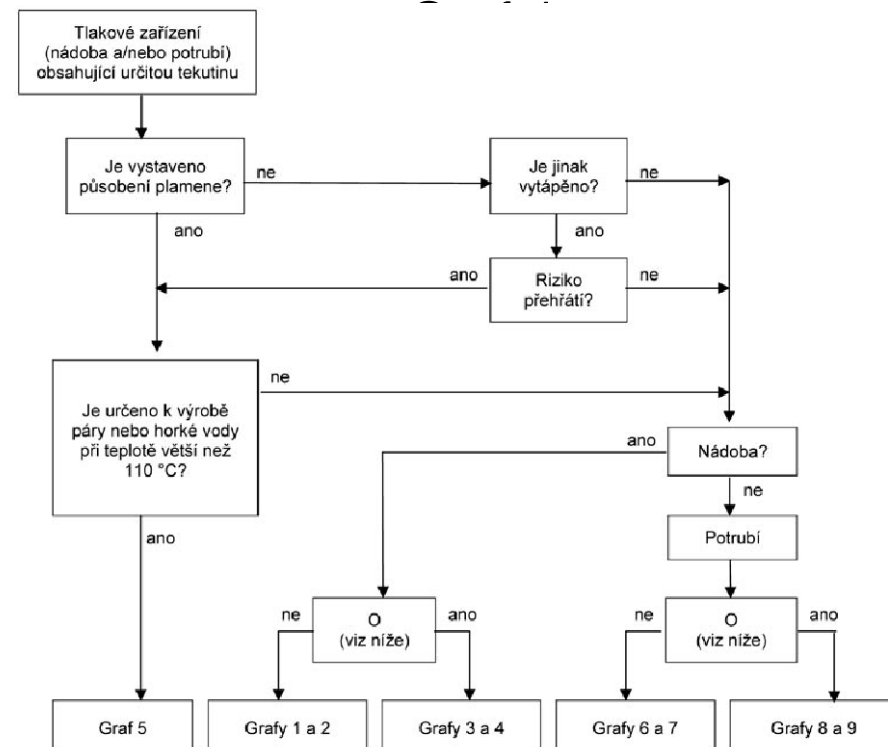 Tlakové zařízení
(nádoba a/nebo potrubí)
obsahující určitou tekutinu
Je vystaveno
působení plamene?
ne
Je jinak
vytápěno?
ne
ano
ano
ano
Riziko
přehřátí?
ne
Je určeno k výrobě
páry nebo horké vody
při teplotě větší než
110 °C?
ne
ano
Nádoba?
ne
Potrubí
ano
ne
O
(viz níže)
ano
ne
O
(viz níže)
ano
Graf 5
Grafy 1 a 2
Grafy 3 a 4
Grafy 6 a 7
Grafy 8 a 9